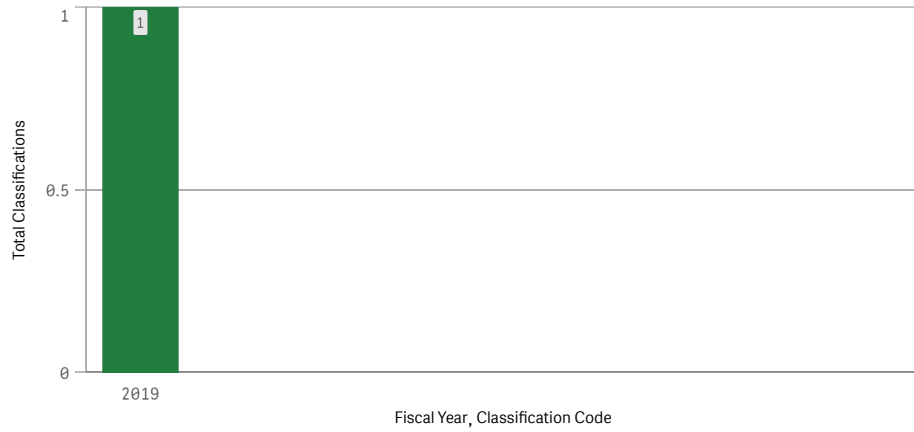 1
1
Total Classifications
0.5
0
2019
Fiscal Year, Classification Code